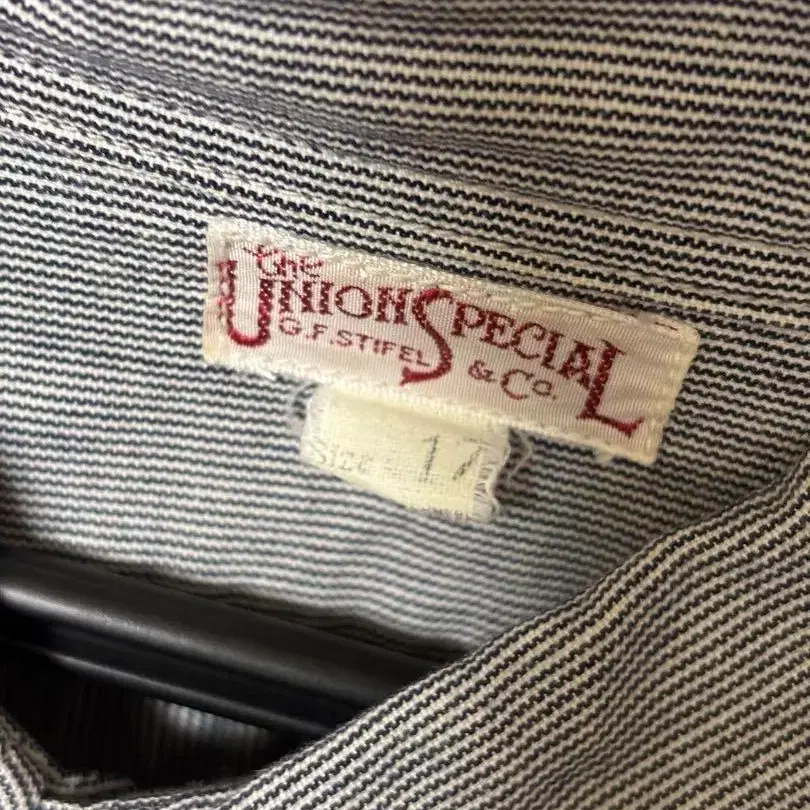 The
UNION SPECIAL
G.F. STIFEL & Co.
SIZE 17